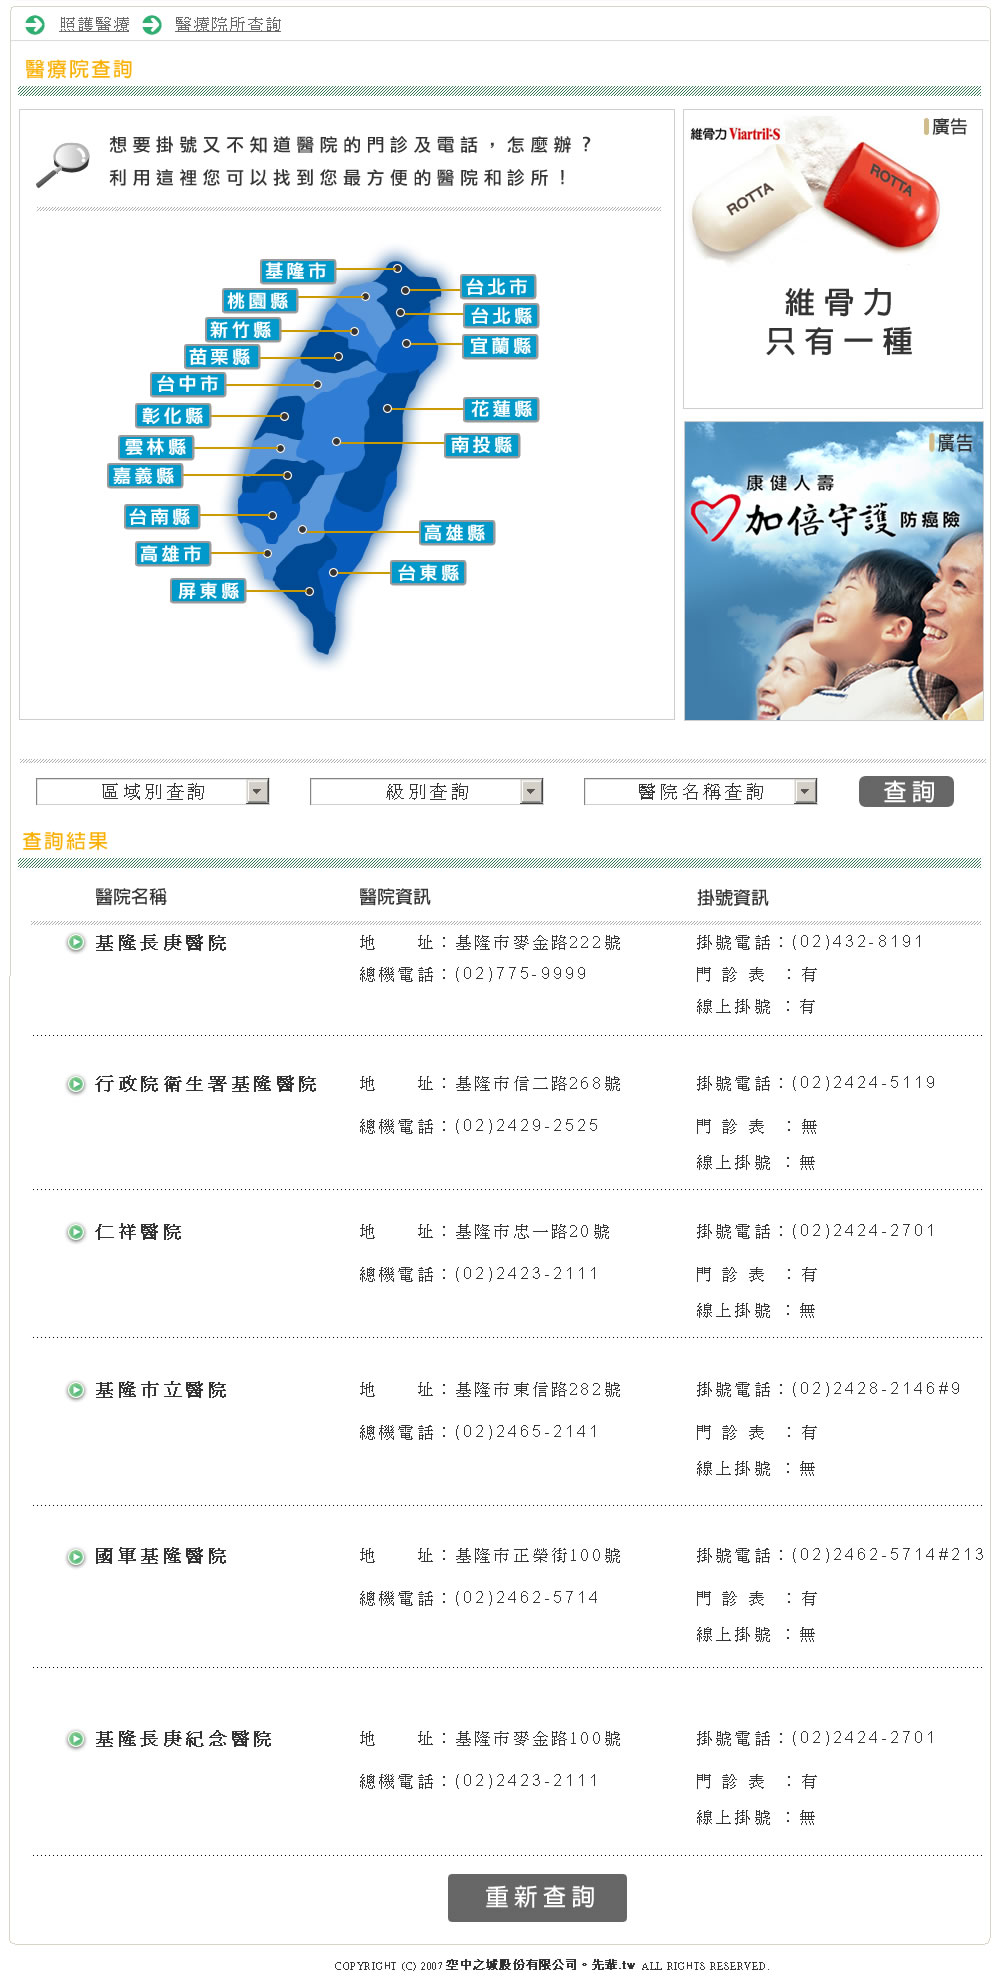 照護醫療 醫療院所查詢
醫療院查詢
想要掛號又不知道醫院的門診及電話，怎麼辦？
利用這裡您可以找到您最方便的醫院和診所！
基隆市
台北市
桃園縣
台北縣
新竹縣
宜蘭縣
苗栗縣
台中市
彰化縣
花蓮縣
雲林縣
南投縣
嘉義縣
台南縣
高雄縣
高雄市
台東縣
屏東縣
維骨力 Viartril-S
廣告
ROTTA ROTTA
維骨力
只有一種
廣告
康健人壽
加倍守護 防癌險
區域別查詢 級別查詢 醫院名稱查詢 查詢
查詢結果
醫院名稱 醫院資訊 掛號資訊
基隆長庚醫院 地 址：基隆市麥金路222號 掛號電話：(02)432-8191
總機電話：(02)775-9999 門 診 表 ：有
線上掛號 ：有
行政院衛生署基隆醫院 地 址：基隆市信二路268號 掛號電話：(02)2424-5119
總機電話：(02)2429-2525 門 診 表 ：無
線上掛號 ：無
仁祥醫院 地 址：基隆市忠一路20號 掛號電話：(02)2424-2701
總機電話：(02)2423-2111 門 診 表 ：有
線上掛號 ：無
基隆市立醫院 地 址：基隆市東信路282號 掛號電話：(02)2428-2146#9
總機電話：(02)2465-2141 門 診 表 ：有
線上掛號 ：無
國軍基隆醫院 地 址：基隆市正榮街100號 掛號電話：(02)2462-5714#213
總機電話：(02)2462-5714 門 診 表 ：有
線上掛號 ：無
基隆長庚紀念醫院 地 址：基隆市麥金路100號 掛號電話：(02)2424-2701
總機電話：(02)2423-2111 門 診 表 ：有
線上掛號 ：無
重新查詢
COPYRIGHT (C) 2007 空中之城股份有限公司。先輩.tw ALL RIGHTS RESERVED.